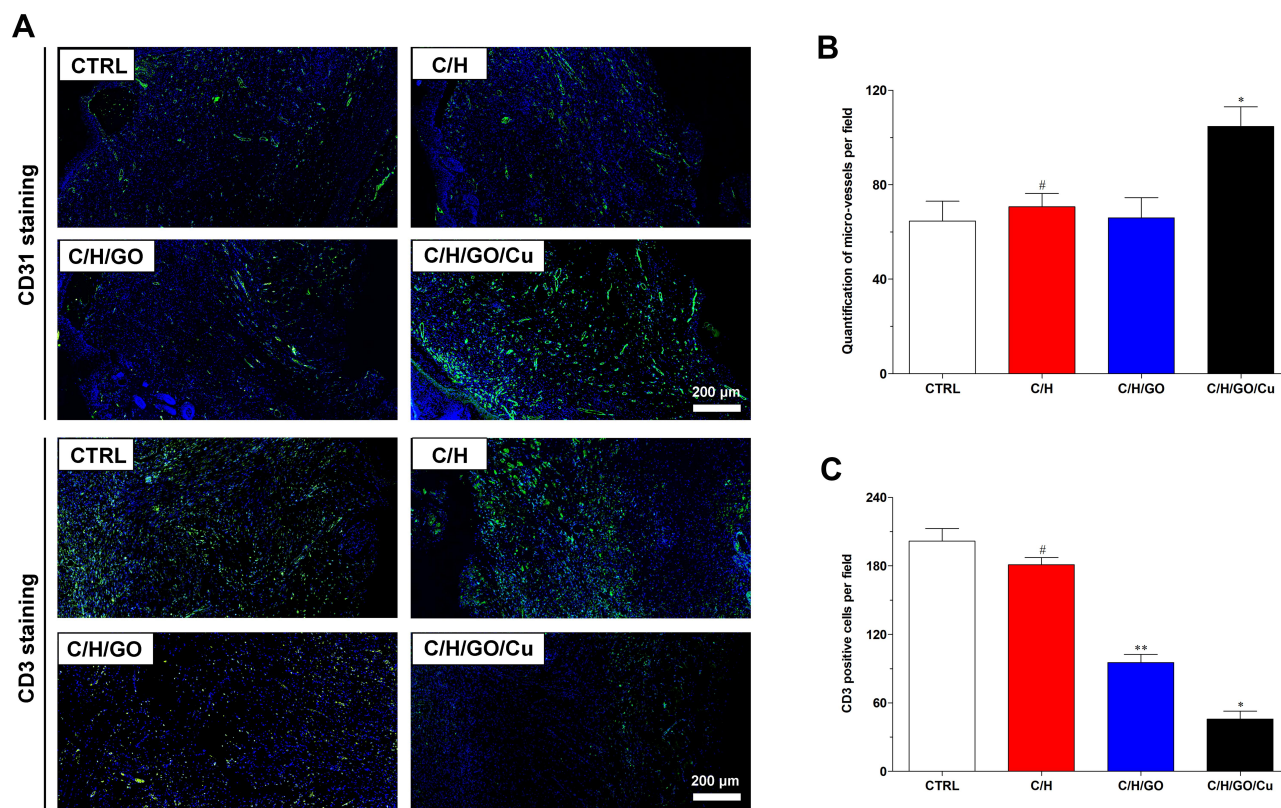 A
CD31 staining
CTRL
C/H
C/H/GO
C/H/GO/Cu
200 µm
CD3 staining
CTRL
C/H
C/H/GO
C/H/GO/Cu
200 µm
B
Quantification of micro-vessels per field
120
80
60
40
0
#
*
CTRL
C/H
C/H/GO
C/H/GO/Cu
C
CD3 positive cells per field
240
180
120
60
0
#
**
*
CTRL
C/H
C/H/GO
C/H/GO/Cu